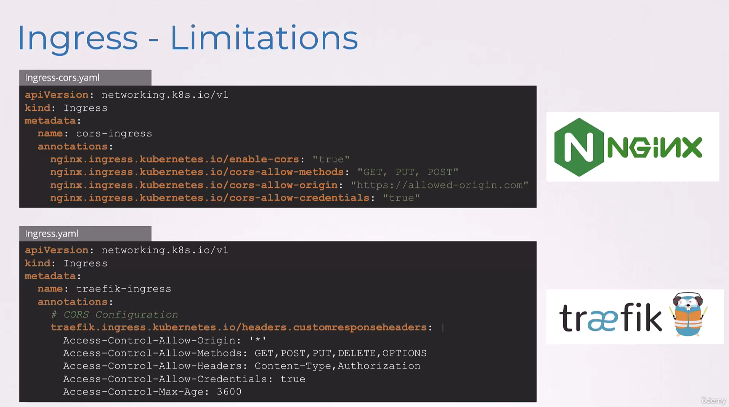 Ingress - Limitations
Ingress-cors.yaml
apiVersion: networking.k8s.io/v1
kind: Ingress
metadata:
  name: cors-ingress
  annotations:
    nginx.ingress.kubernetes.io/enable-cors: "true"
    nginx.ingress.kubernetes.io/cors-allow-methods: "GET, PUT, POST"
    nginx.ingress.kubernetes.io/cors-allow-origin: "https://allowed-origin.com"
    nginx.ingress.kubernetes.io/cors-allow-credentials: "true"
NGINX
Ingress.yaml
apiVersion: networking.k8s.io/v1
kind: Ingress
metadata:
  name: traefik-ingress
  annotations:
    # CORS Configuration
    traefik.ingress.kubernetes.io/headers.customresponseheaders: |
      Access-Control-Allow-Origin: '*'
      Access-Control-Allow-Methods: GET,POST,PUT,DELETE,OPTIONS
      Access-Control-Allow-Headers: Content-Type,Authorization
      Access-Control-Allow-Credentials: true
      Access-Control-Max-Age: 3600
træfik
Udemy